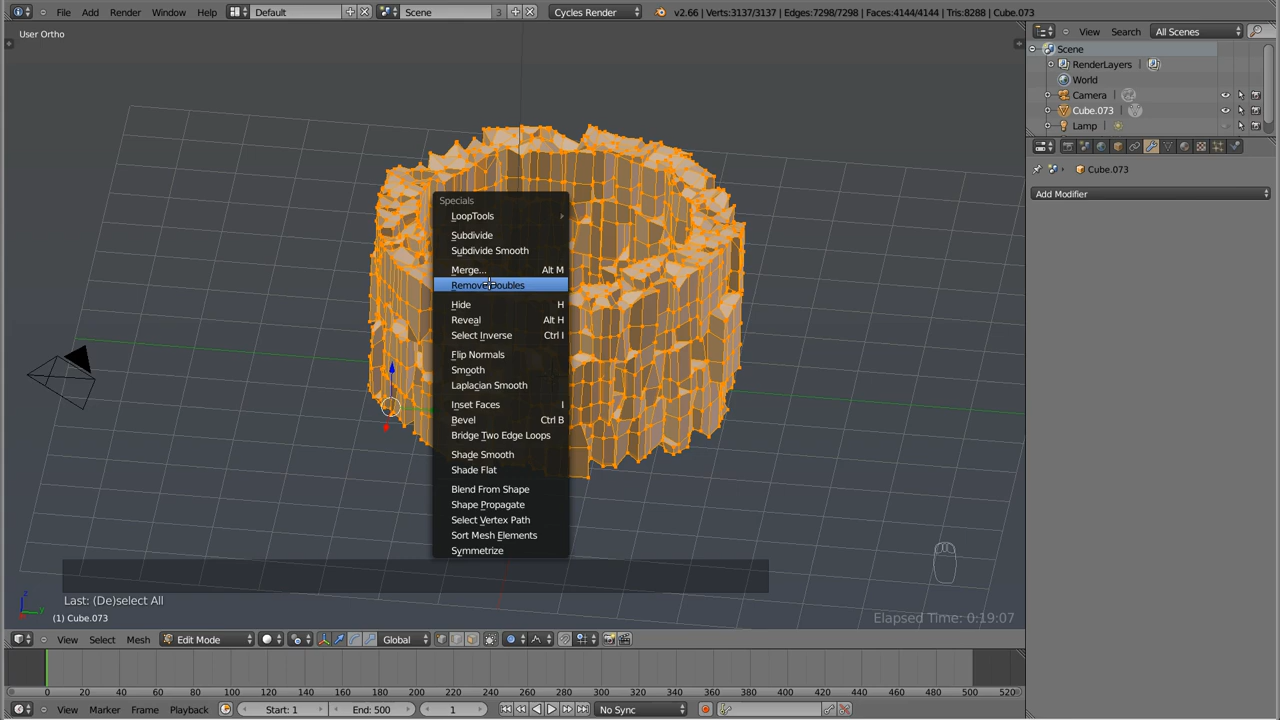 File Add Render Window Help Default Scene 3 Cycles Render v2.66 | Verts:3137/3137 | Edges:7298/7298 | Faces:4144/4144 | Tris:8288 | Cube.073
User Ortho
View Search All Scenes
Scene
RenderLayers
World
Camera
Cube.073
Lamp
Cube.073
Add Modifier
Specials
LoopTools
Subdivide
Subdivide Smooth
Merge... Alt M
Remove Doubles
Hide H
Reveal Alt H
Select Inverse Ctrl I
Flip Normals
Smooth
Laplacian Smooth
Inset Faces I
Bevel Ctrl B
Bridge Two Edge Loops
Shade Smooth
Shade Flat
Blend From Shape
Shape Propagate
Select Vertex Path
Sort Mesh Elements
Symmetrize
Last: (De)select All
(1) Cube.073
Elapsed Time: 0:19:07
z
y
View Select Mesh Edit Mode Global
0 20 40 60 80 100 120 140 160 180 200 220 240 260 280 300 320 340 360 380 400 420 440 460 480 500 520
View Marker Frame Playback Start: 1 End: 500 1 No Sync